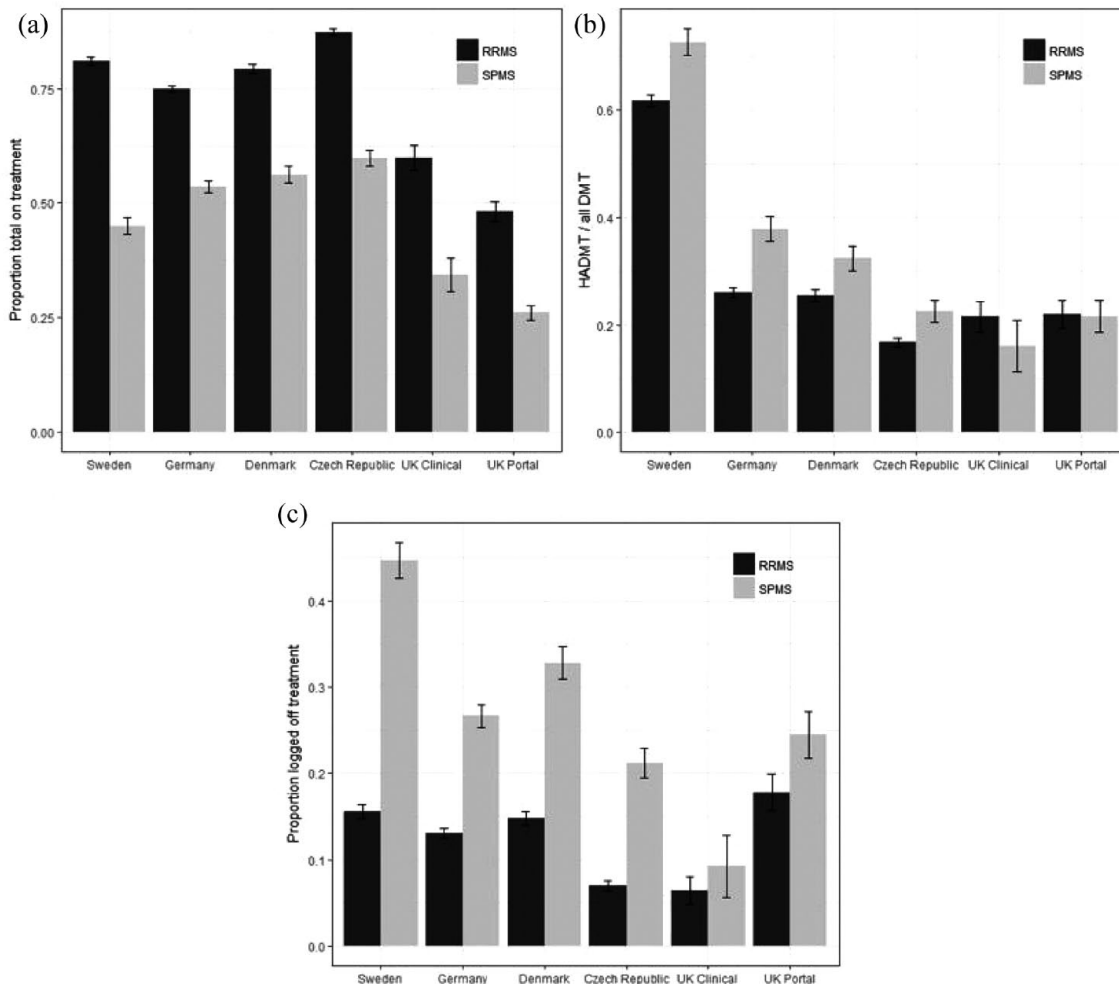 (a)
Proportion total on treatment
0.75
0.50
0.25
0.00
RRMS
SPMS
Sweden Germany Denmark Czech Republic UK Clinical UK Portal
(b)
HADMT / all DMT
0.6
0.4
0.2
0.0
RRMS
SPMS
Sweden Germany Denmark Czech Republic UK Clinical UK Portal
(c)
Proportion logged off treatment
0.4
0.3
0.2
0.1
0.0
RRMS
SPMS
Sweden Germany Denmark Czech Republic UK Clinical UK Portal